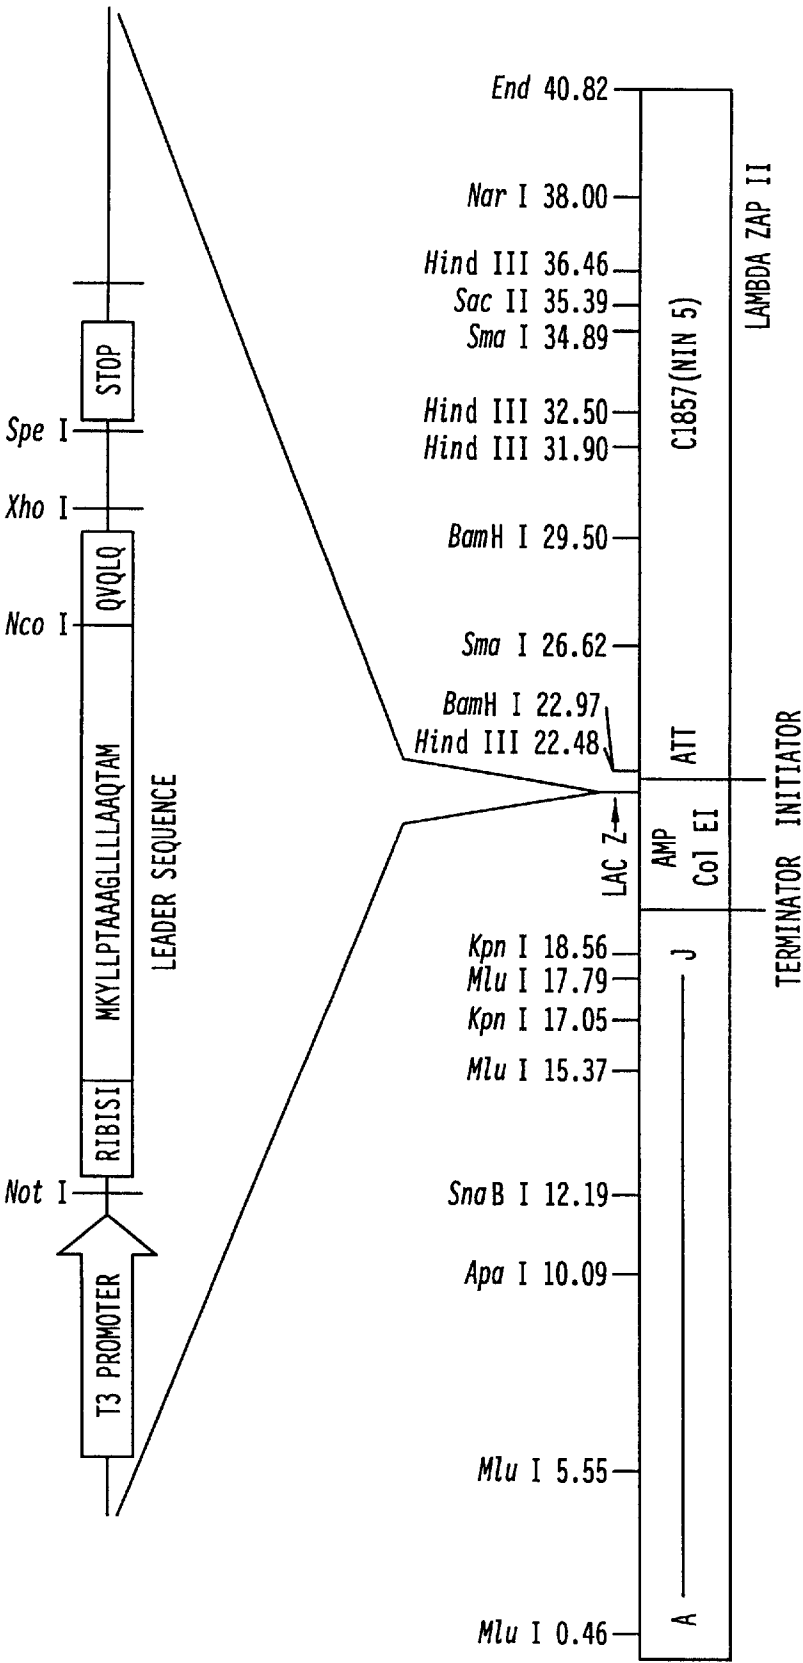 End 40.82
Nar I 38.00
Hind III 36.46
Sac II 35.39
Sma I 34.89
Hind III 32.50
Hind III 31.90
BamH I 29.50
Sma I 26.62
BamH I 22.97
Hind III 22.48
LAC Z
Kpn I 18.56
Mlu I 17.79
Kpn I 17.05
Mlu I 15.37
SnaB I 12.19
Apa I 10.09
Mlu I 5.55
Mlu I 0.46
C1857(NIN 5)
ATT
AMP
Col EI
J
A
LAMBDA ZAP II
INITIATOR
TERMINATOR
STOP
Spe I
Xho I
QVQLQ
Nco I
MKYLLPTAAAGLLLLAAQTAM
LEADER SEQUENCE
RIBISI
Not I
T3 PROMOTER